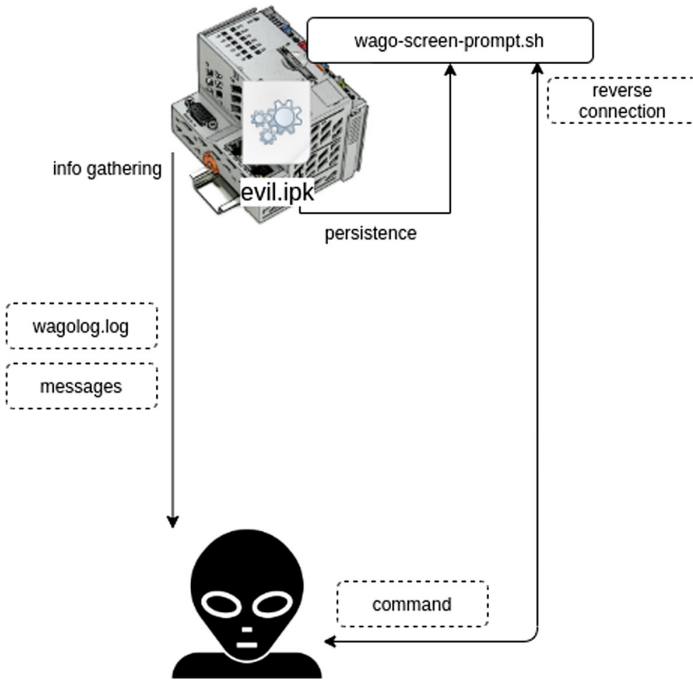 wago-screen-prompt.sh
reverse
connection
info gathering
evil.ipk
persistence
wagolog.log
messages
command